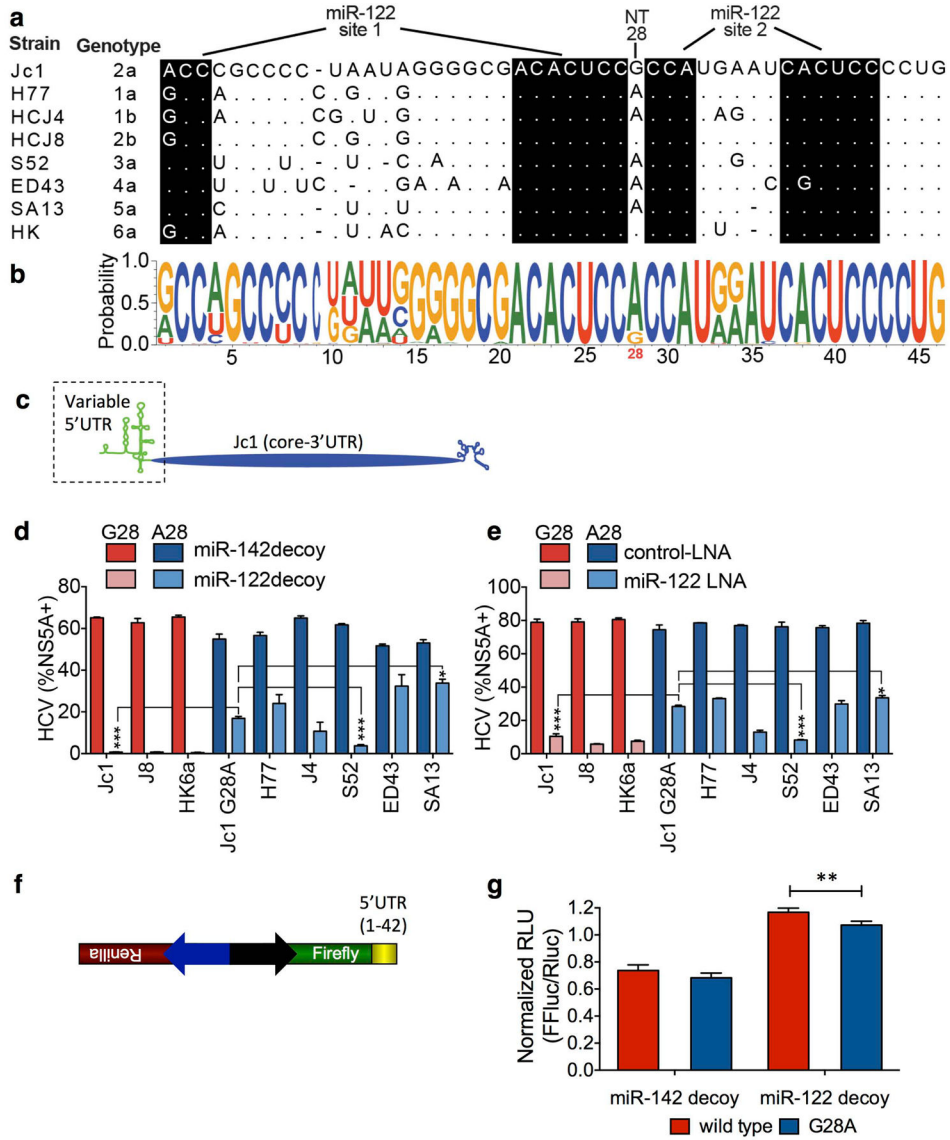 a
miR-122 site 1
NT 28
miR-122 site 2
Strain Genotype
Jc1 2a ACCCGCCCC-UAAUAGGGGCGACACUCCGCCAUGAAUCACUCCCCUG
H77 1a G..A.....C.G..G.............A..................
HCJ4 1b G..A.....CG.U.G.............A....AG............
HCJ8 2b G........C.G..G................................
S52 3a ...U...U.-.U.-C.A...........A.....G............
ED43 4a ...U..U.UC.-..GA.A..A.......A.......C.G........
SA13 5a ...C.....-.U..U.............A......-...........
HK 6a G..A.....-.U.AC..................U.-...........
b
Probability
1.0
0.5
0.0
5 10 15 20 25 28 30 35 40 45
c
Variable 5'UTR
Jc1 (core-3'UTR)
d
G28 A28
miR-142decoy
miR-122decoy
HCV (%NS5A+)
80
60
40
20
0
***
***
**
Jc1 J8 HK6a Jc1 G28A H77 J4 S52 ED43 SA13
e
G28 A28
control-LNA
miR-122 LNA
HCV (%NS5A+)
100
80
60
40
20
0
***
***
**
Jc1 J8 HK6a Jc1 G28A H77 J4 S52 ED43 SA13
f
5'UTR
(1-42)
Renilla
Firefly
g
**
Normalized RLU
(FFluc/Rluc)
1.2
1.0
0.8
0.6
0.4
0.2
0.0
miR-142 decoy miR-122 decoy
wild type G28A